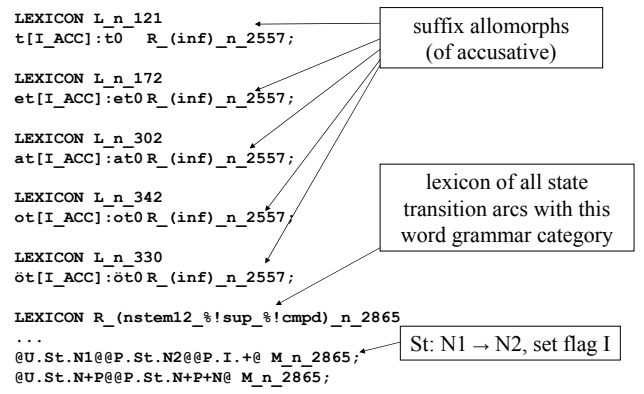 LEXICON L_n_121
t[I_ACC]:t0 R_(inf)_n_2557;
suffix allomorphs
(of accusative)
LEXICON L_n_172
et[I_ACC]:et0 R_(inf)_n_2557;
LEXICON L_n_302
at[I_ACC]:at0 R_(inf)_n_2557;
LEXICON L_n_342
ot[I_ACC]:ot0 R_(inf)_n_2557;
lexicon of all state
transition arcs with this
word grammar category
LEXICON L_n_330
öt[I_ACC]:öt0 R_(inf)_n_2557;
LEXICON R_(nstem12_%!sup_%!cmpd)_n_2865
...
@U.St.N1@@P.St.N2@@P.I.+@ M_n_2865;
St: N1 → N2, set flag I
@U.St.N+P@@P.St.N+P+N@ M_n_2865;